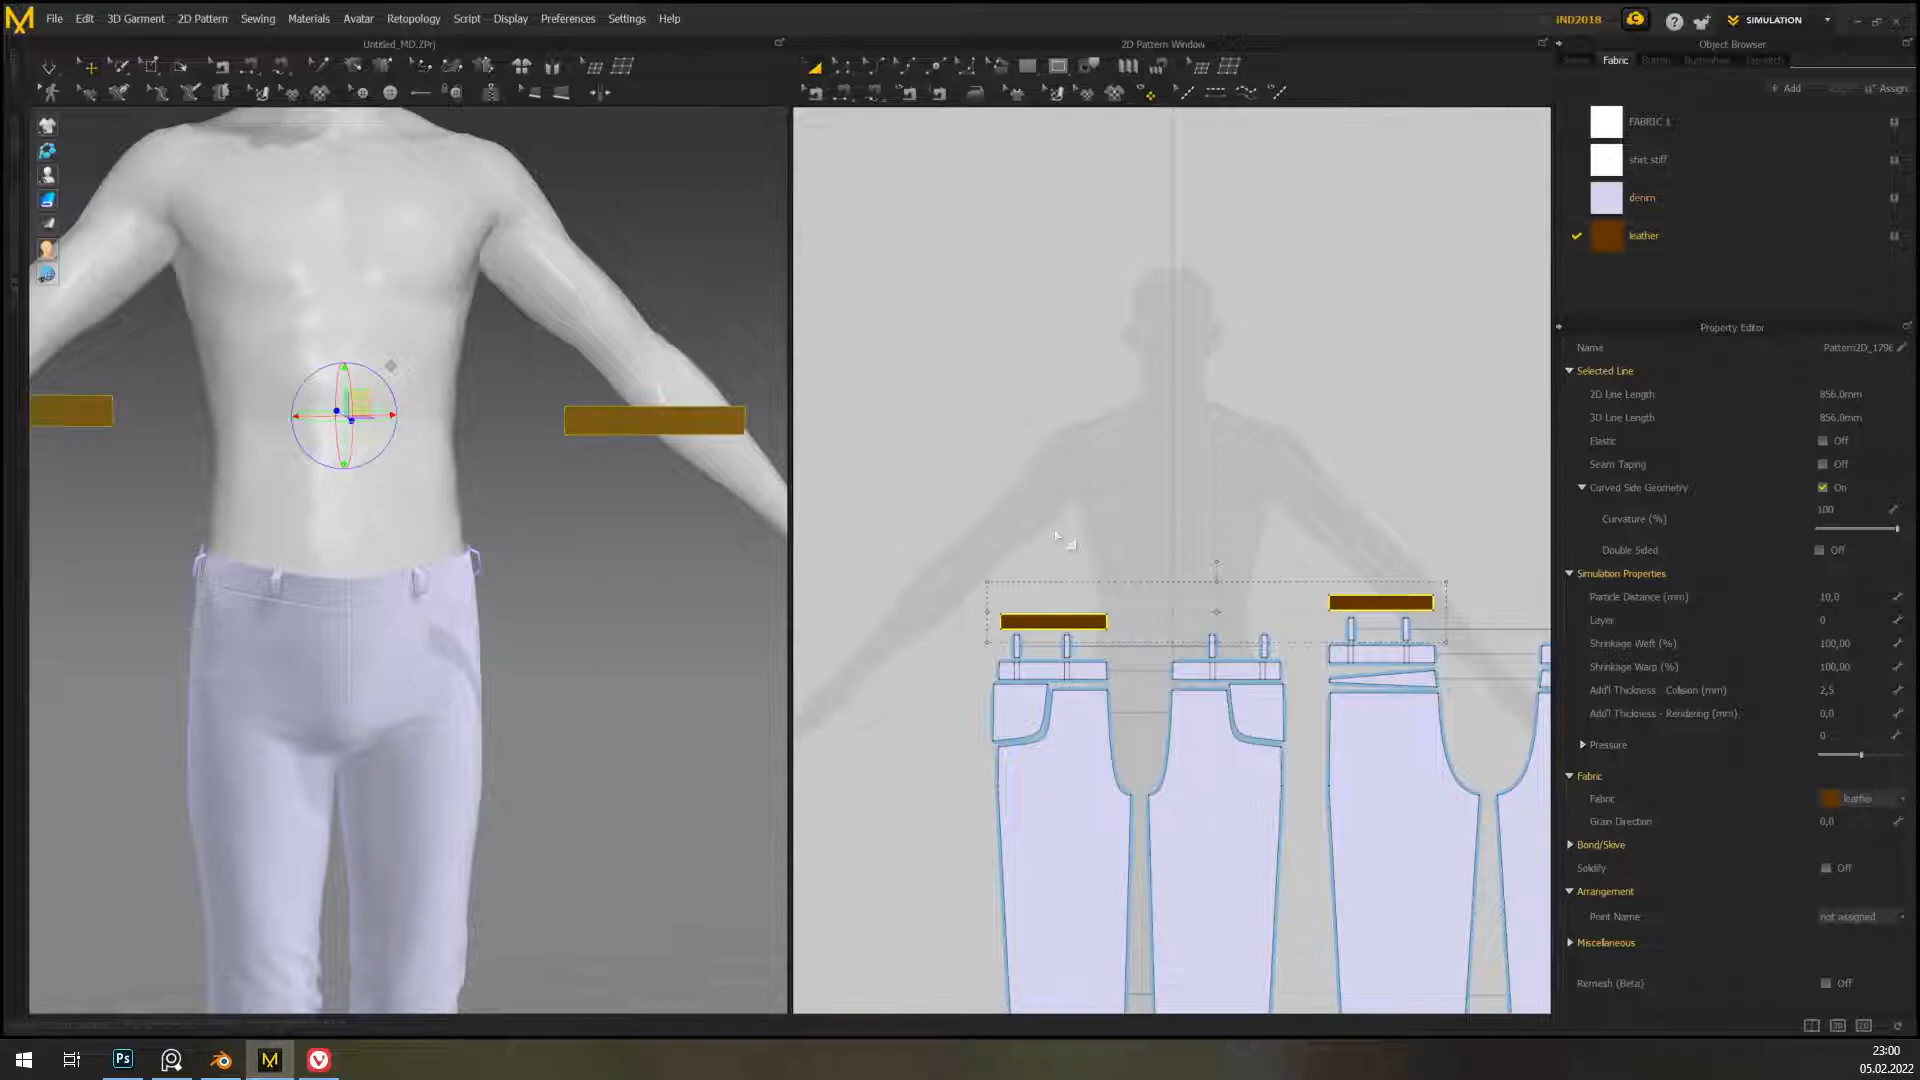 File Edit 3D Garment 2D Pattern Sewing Materials Avatar Retopology Script Display Preferences Settings Help
iND2018
SIMULATION
Untitled_MD.ZPrj
2D Pattern Window
Object Browser
Fabric Button
+ Add
Assign
FABRIC 1
shirt stiff
denim
leather
Property Editor
Name Pattern2D_1796
Selected Line
2D Line Length 856.0mm
3D Line Length 856.0mm
Elastic Off
Seam Taping Off
Curved Side Geometry On
Curvature (%) 100
Double Sided Off
Simulation Properties
Particle Distance (mm) 10,0
Layer 0
Shrinkage Weft (%) 100,00
Shrinkage Warp (%) 100,00
Add'l Thickness - Collision (mm) 2,5
Add'l Thickness - Rendering (mm) 0,0
Pressure 0
Fabric
Fabric leather
Grain Direction 0,0
Bond/Skive
Solidify Off
Arrangement
Point Name not assigned
Miscellaneous
Remesh (Beta) Off
3D 2D
Ps
23:00
05.02.2022